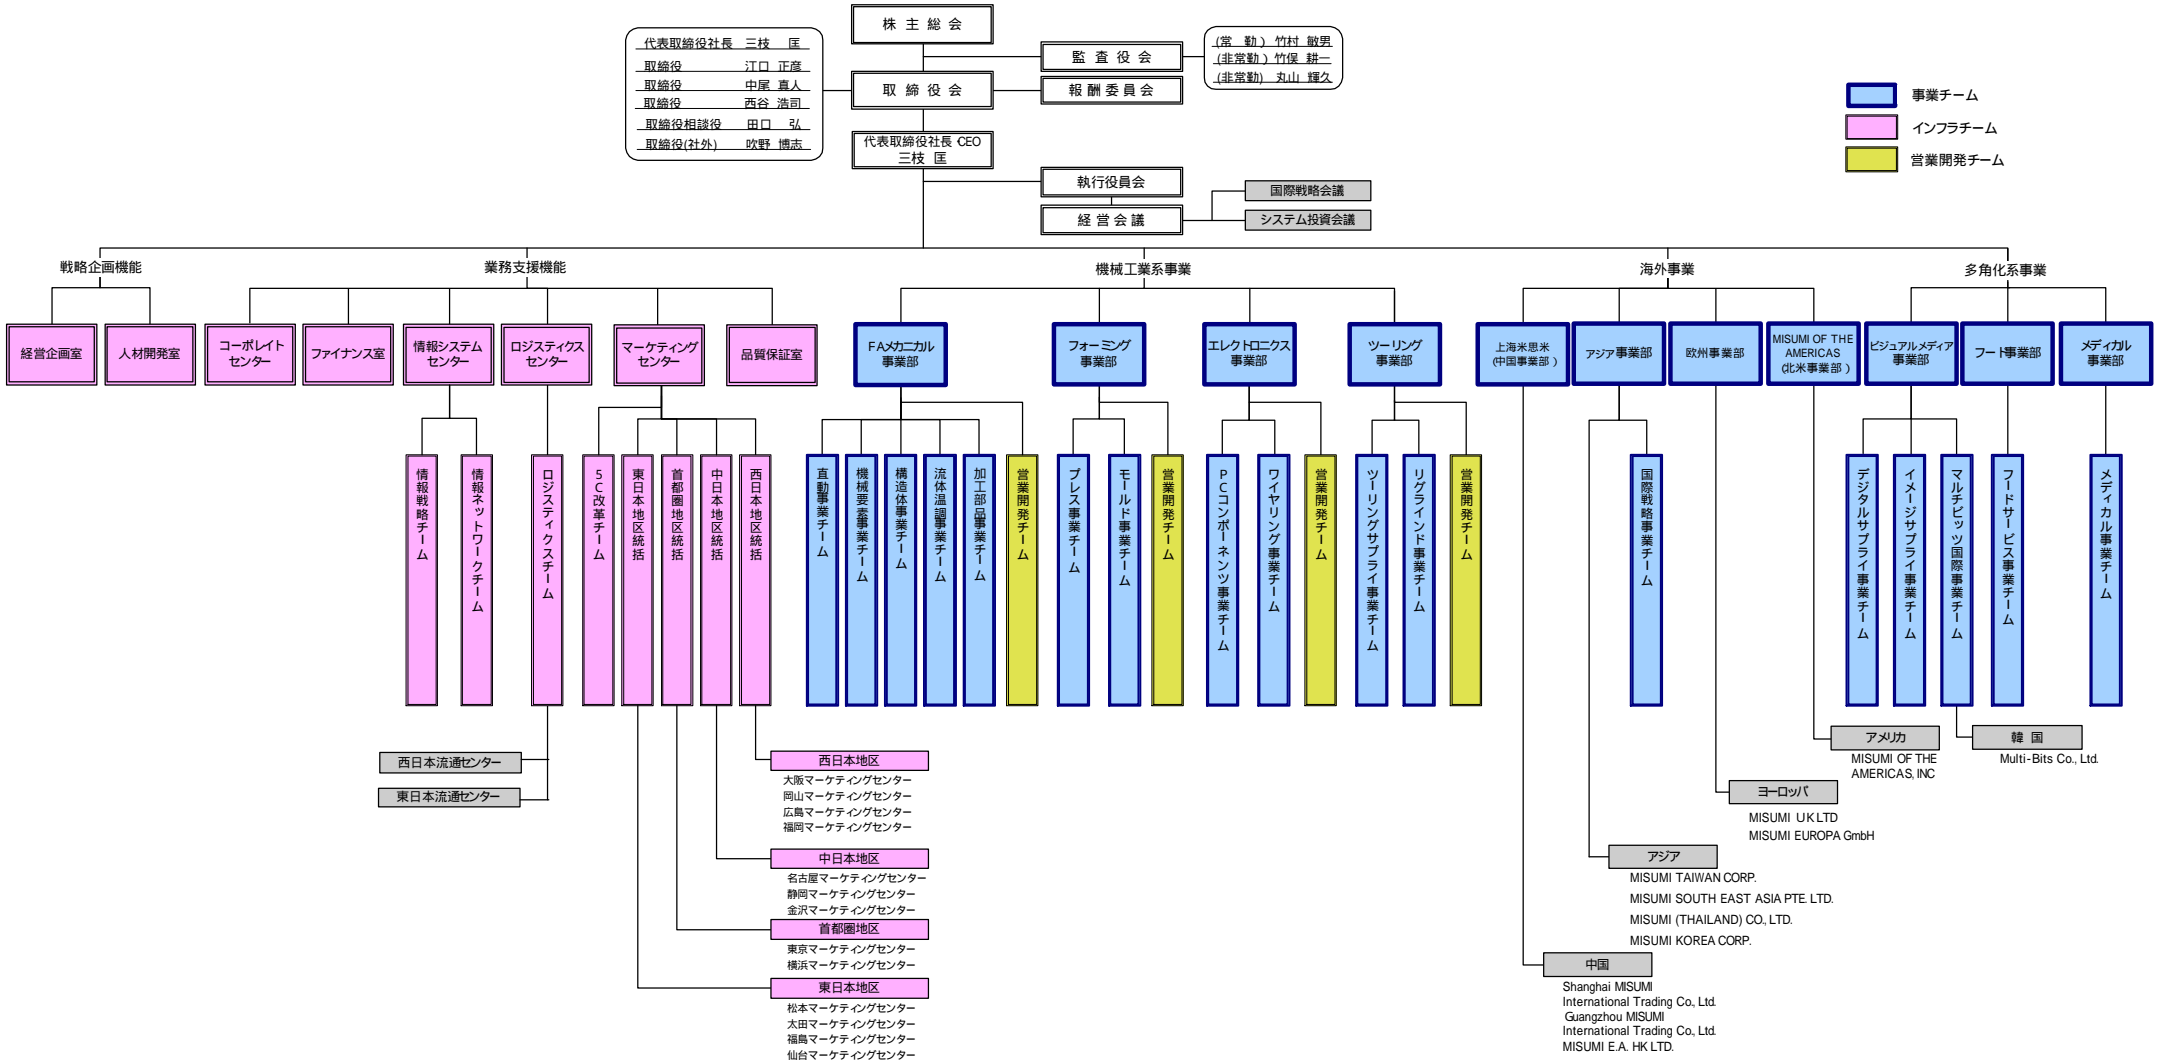 株主総会
代表取締役社長 三枝 匡
取締役 江口 正彦
取締役 中尾 真人
取締役 西谷 浩司
取締役相談役 田口 弘
取締役(社外) 吹野 博志
監査役会
(常 勤) 竹村 敏男
(非常勤) 竹俣 耕一
(非常勤) 丸山 輝久
取締役会
報酬委員会
代表取締役社長 CEO
三枝 匡
執行役員会
経営会議
国際戦略会議
システム投資会議
事業チーム
インフラチーム
営業開発チーム
戦略企画機能
業務支援機能
機械工業系事業
海外事業
多角化系事業
経営企画室
人材開発室
コーポレイト
センター
ファイナンス室
情報システム
センター
ロジスティクス
センター
マーケティング
センター
品質保証室
FAメカニカル
事業部
フォーミング
事業部
エレクトロニクス
事業部
ツーリング
事業部
上海米思米
(中国事業部)
アジア事業部
欧州事業部
MISUMI OF THE
AMERICAS
(北米事業部)
ビジュアルメディア
事業部
フード事業部
メディカル
事業部
情報戦略チーム
情報ネットワークチーム
ロジスティクスチーム
5C改革チーム
東日本地区統括
首都圏地区統括
中日本地区統括
西日本地区統括
直動事業チーム
機械要素事業チーム
構造体事業チーム
流体温調事業チーム
加工部品事業チーム
営業開発チーム
プレス事業チーム
モールド事業チーム
営業開発チーム
PCコンポーネンツ事業チーム
ワイヤリング事業チーム
営業開発チーム
ツーリングサプライ事業チーム
リグラインド事業チーム
営業開発チーム
国際戦略事業チーム
デジタルサプライ事業チーム
イメージサプライ事業チーム
マルチビッツ国際事業チーム
フードサービス事業チーム
メディカル事業チーム
西日本流通センター
東日本流通センター
西日本地区
大阪マーケティングセンター
岡山マーケティングセンター
広島マーケティングセンター
福岡マーケティングセンター
中日本地区
名古屋マーケティングセンター
静岡マーケティングセンター
金沢マーケティングセンター
首都圏地区
東京マーケティングセンター
横浜マーケティングセンター
東日本地区
松本マーケティングセンター
太田マーケティングセンター
福島マーケティングセンター
仙台マーケティングセンター
アメリカ
MISUMI OF THE
AMERICAS, INC
韓国
Multi-Bits Co., Ltd.
ヨーロッパ
MISUMI UK LTD
MISUMI EUROPA GmbH
アジア
MISUMI TAIWAN CORP.
MISUMI SOUTH EAST ASIA PTE. LTD.
MISUMI (THAILAND) CO., LTD.
MISUMI KOREA CORP.
中国
Shanghai MISUMI
International Trading Co., Ltd.
Guangzhou MISUMI
International Trading Co., Ltd.
MISUMI E.A. HK LTD.